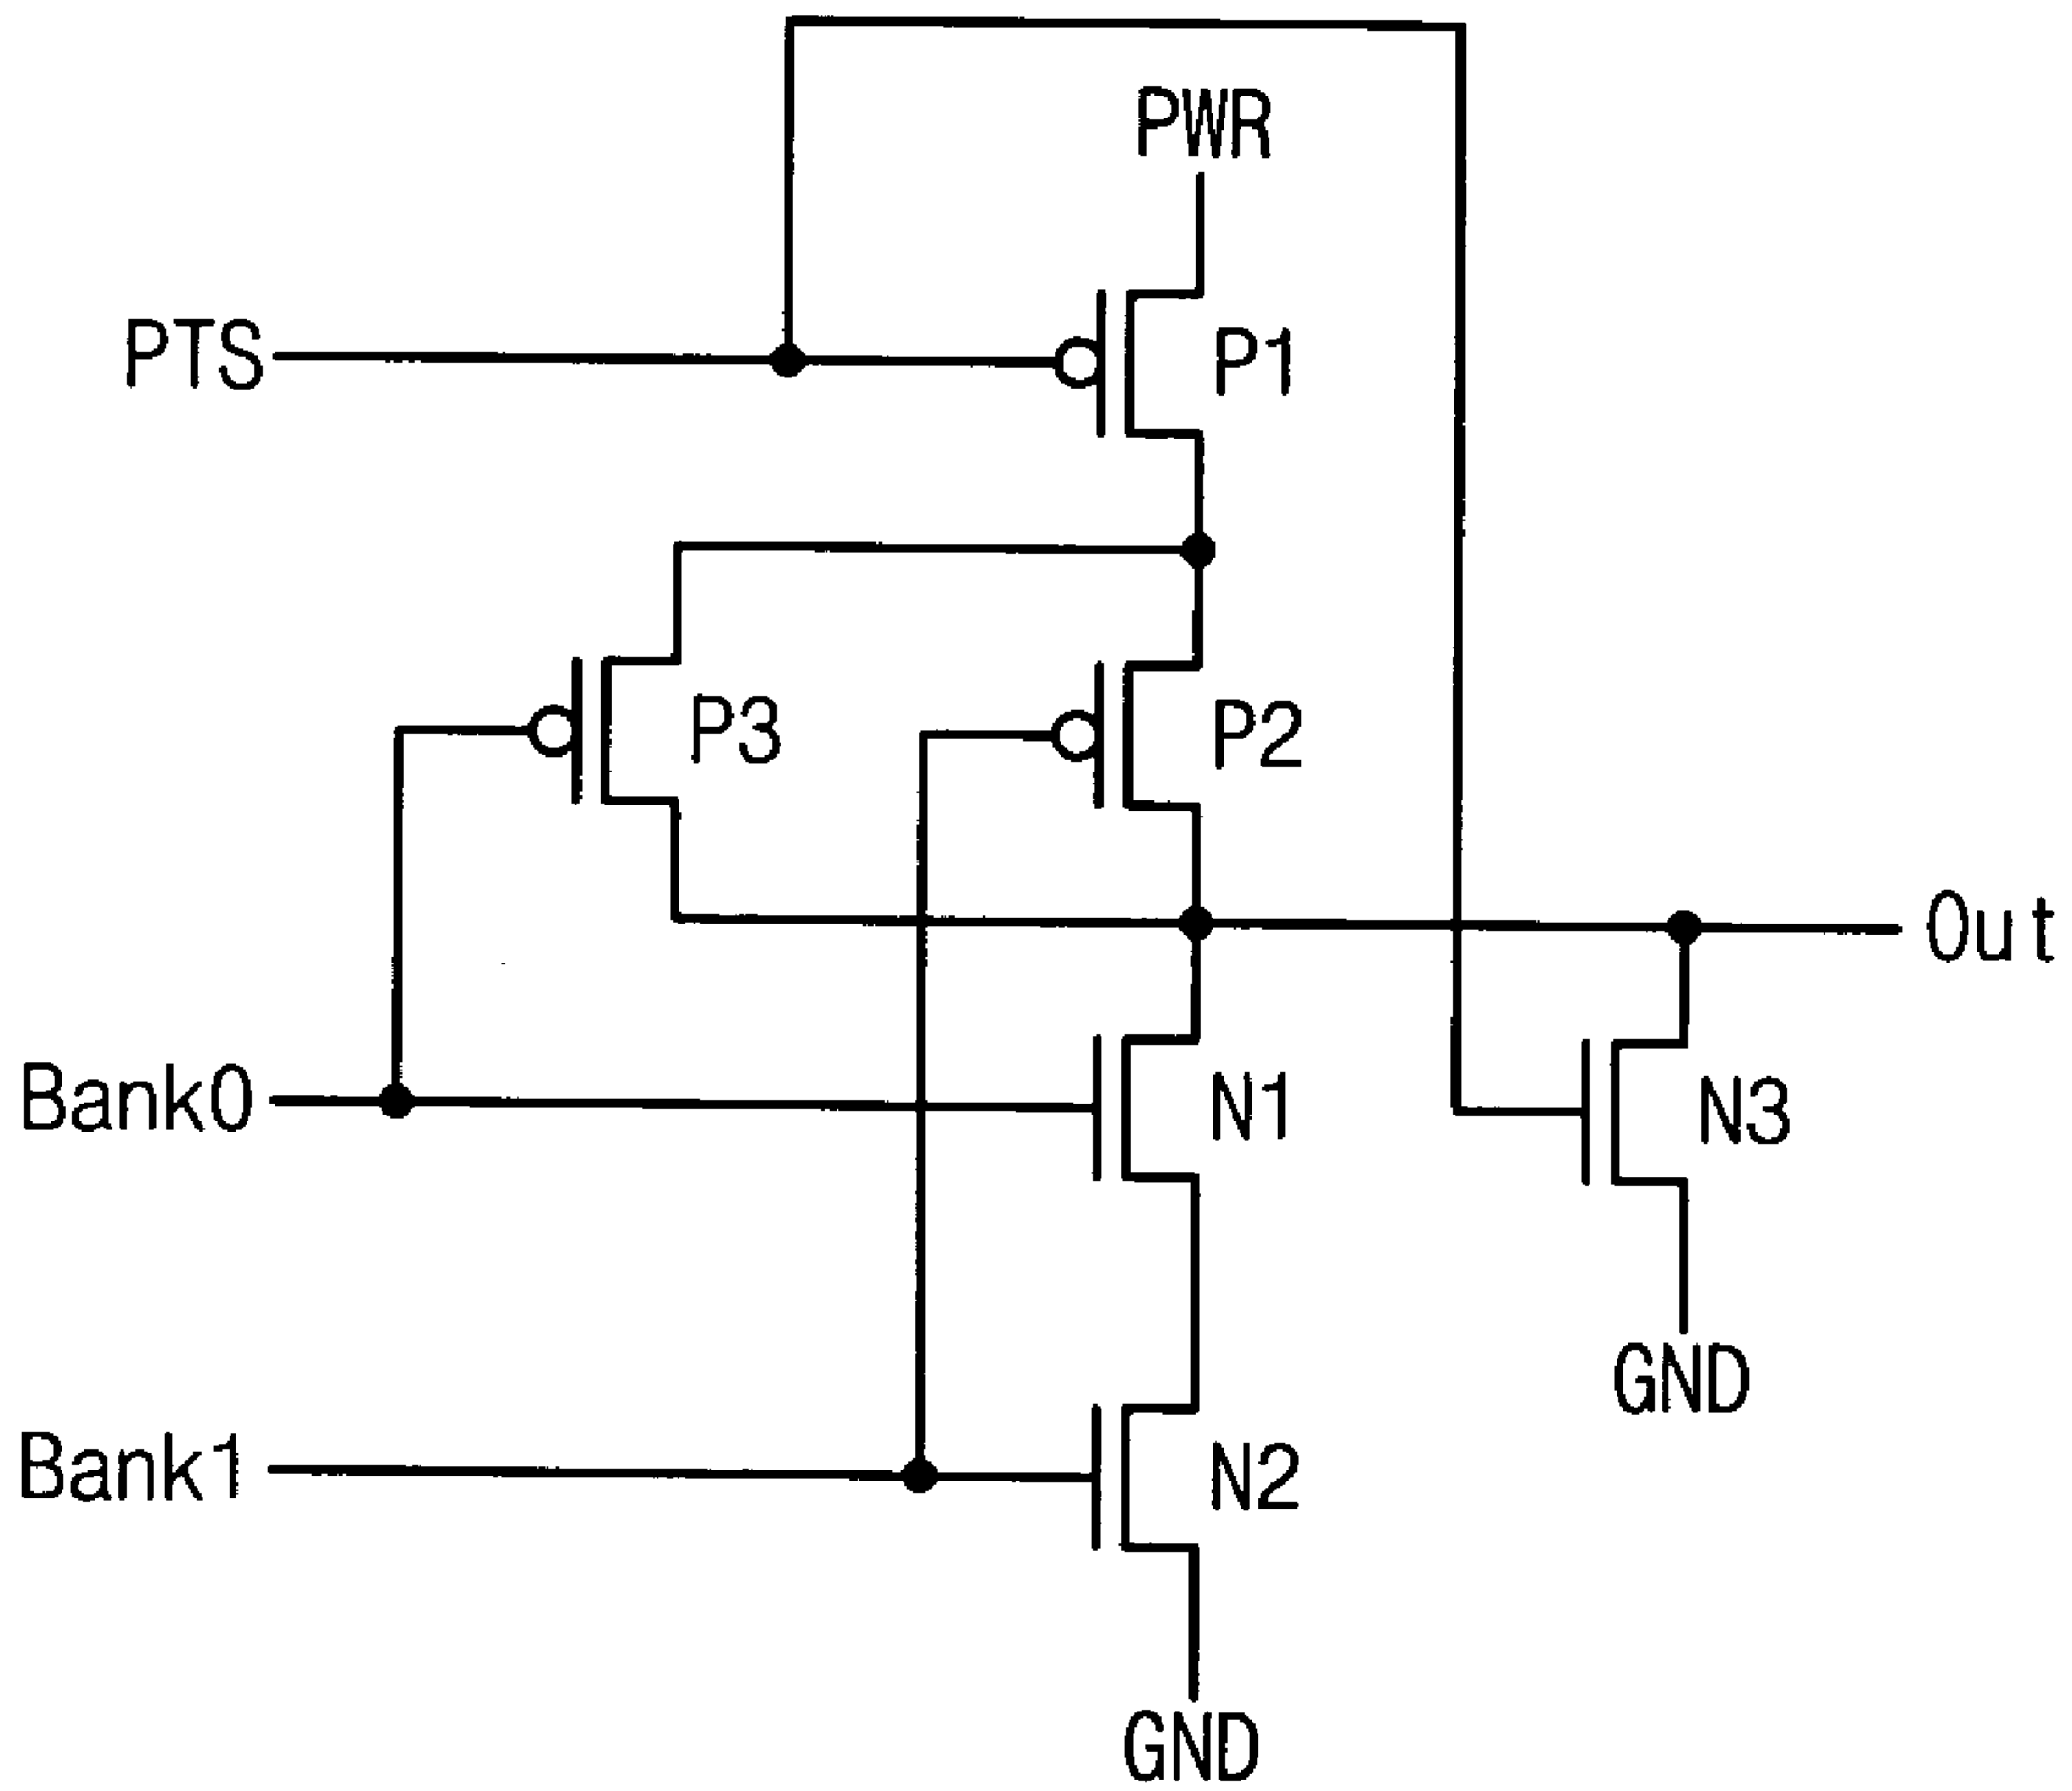 PWR
PTS
P1
P3
P2
Out
Bank0
N1
N3
GND
Bank1
N2
GND